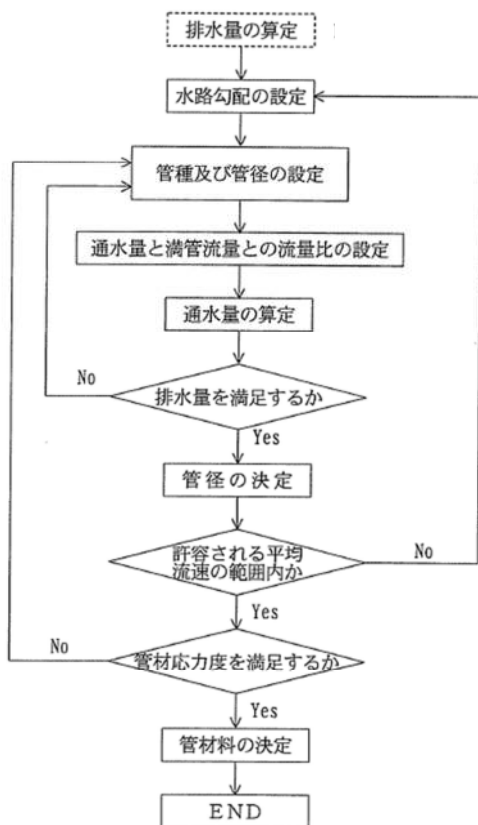 排水量の算定
水路勾配の設定
管種及び管径の設定
通水量と満管流量との流量比の設定
通水量の算定
No
排水量を満足するか
Yes
管径の決定
許容される平均
流速の範囲内か
No
Yes
No
管材応力度を満足するか
Yes
管材料の決定
END